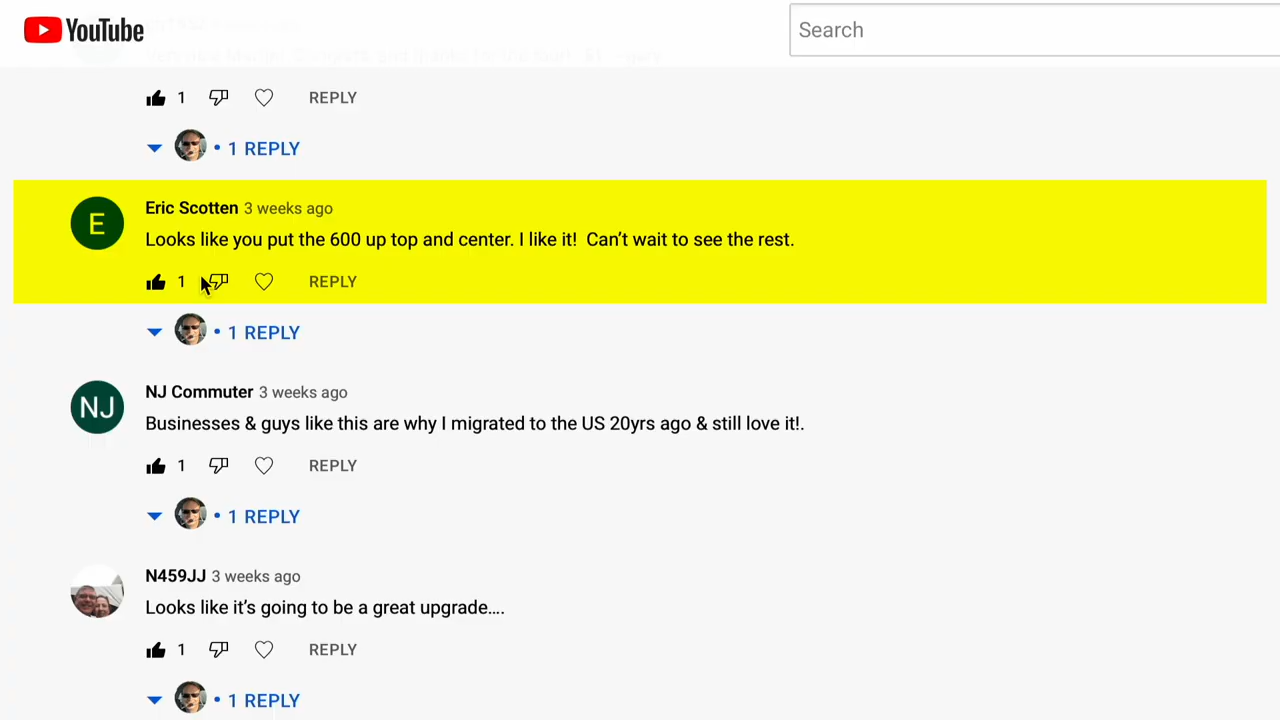 YouTube
Search
1 REPLY
1 REPLY
Eric Scotten 3 weeks ago
Looks like you put the 600 up top and center. I like it!  Can't wait to see the rest.
1 REPLY
1 REPLY
NJ
NJ Commuter 3 weeks ago
Businesses & guys like this are why I migrated to the US 20yrs ago & still love it!.
1 REPLY
1 REPLY
N459JJ 3 weeks ago
Looks like it's going to be a great upgrade....
1 REPLY
1 REPLY
E